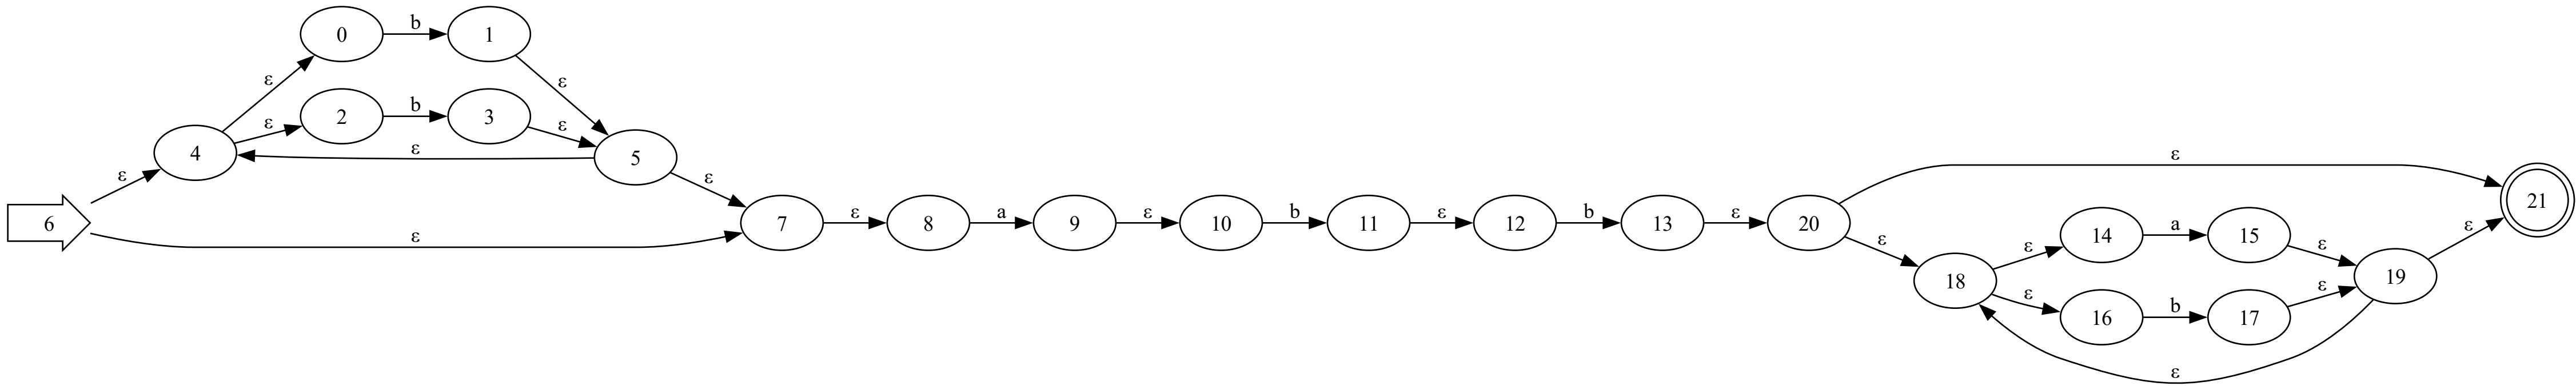 0 b 1
ε ε
2 b 3
ε ε
4 ε 5
ε ε ε 21
6 7 ε 8 a 9 ε 10 b 11 ε 12 b 13 ε 20
ε
ε 14 a 15 ε ε
ε 18 19
ε 16 b 17 ε
ε